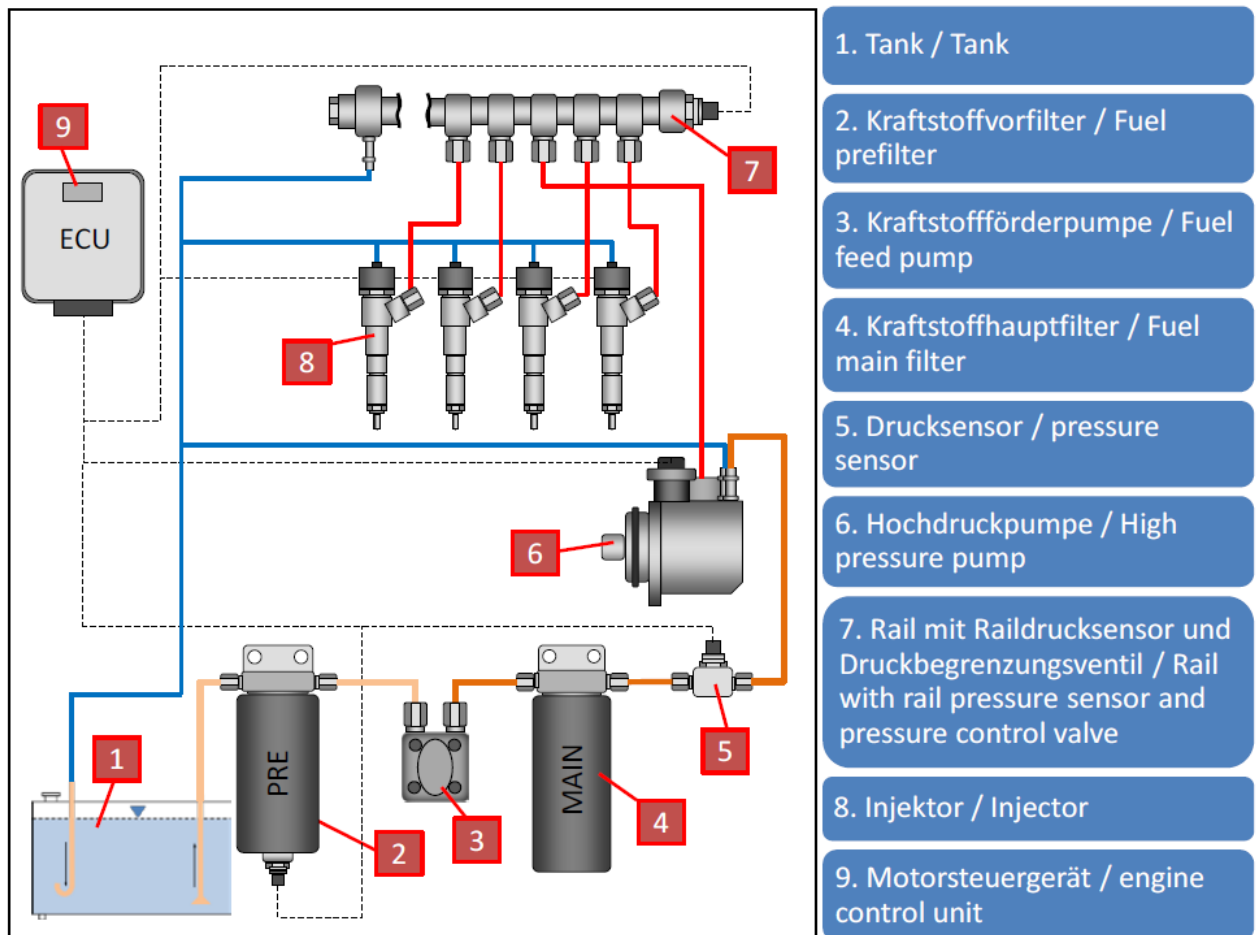 9
ECU
7
8
6
PRE
MAIN
1
2
3
4
5
1. Tank / Tank
2. Kraftstoffvorfilter / Fuel
prefilter
3. Kraftstoffförderpumpe / Fuel
feed pump
4. Kraftstoffhauptfilter / Fuel
main filter
5. Drucksensor / pressure
sensor
6. Hochdruckpumpe / High
pressure pump
7. Rail mit Raildrucksensor und
Druckbegrenzungsventil / Rail
with rail pressure sensor and
pressure control valve
8. Injektor / Injector
9. Motorsteuergerät / engine
control unit